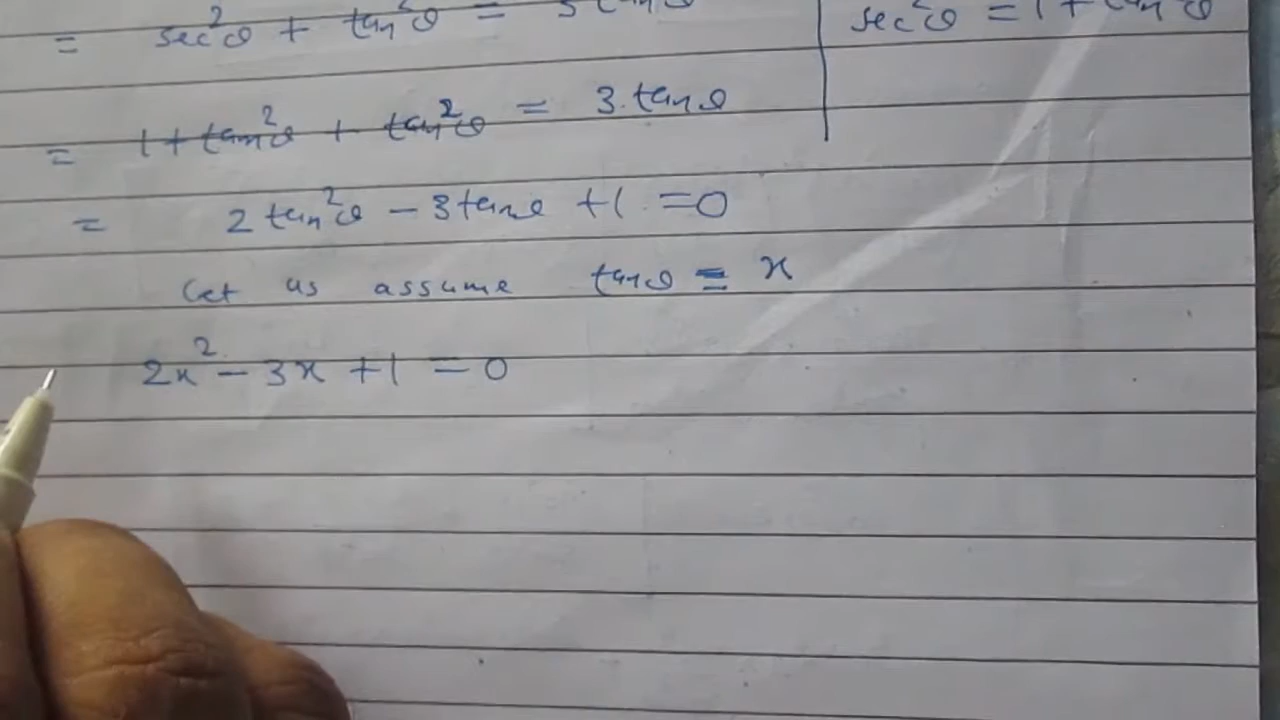 = sec²θ + tan²θ = 3 tanθ
sec²θ = 1 + tan²θ
= 1 + tan²θ + tan²θ = 3.tanθ
= 2 tan²θ - 3 tanθ + 1 = 0
Let us assume tanθ = x
2x² - 3x + 1 = 0